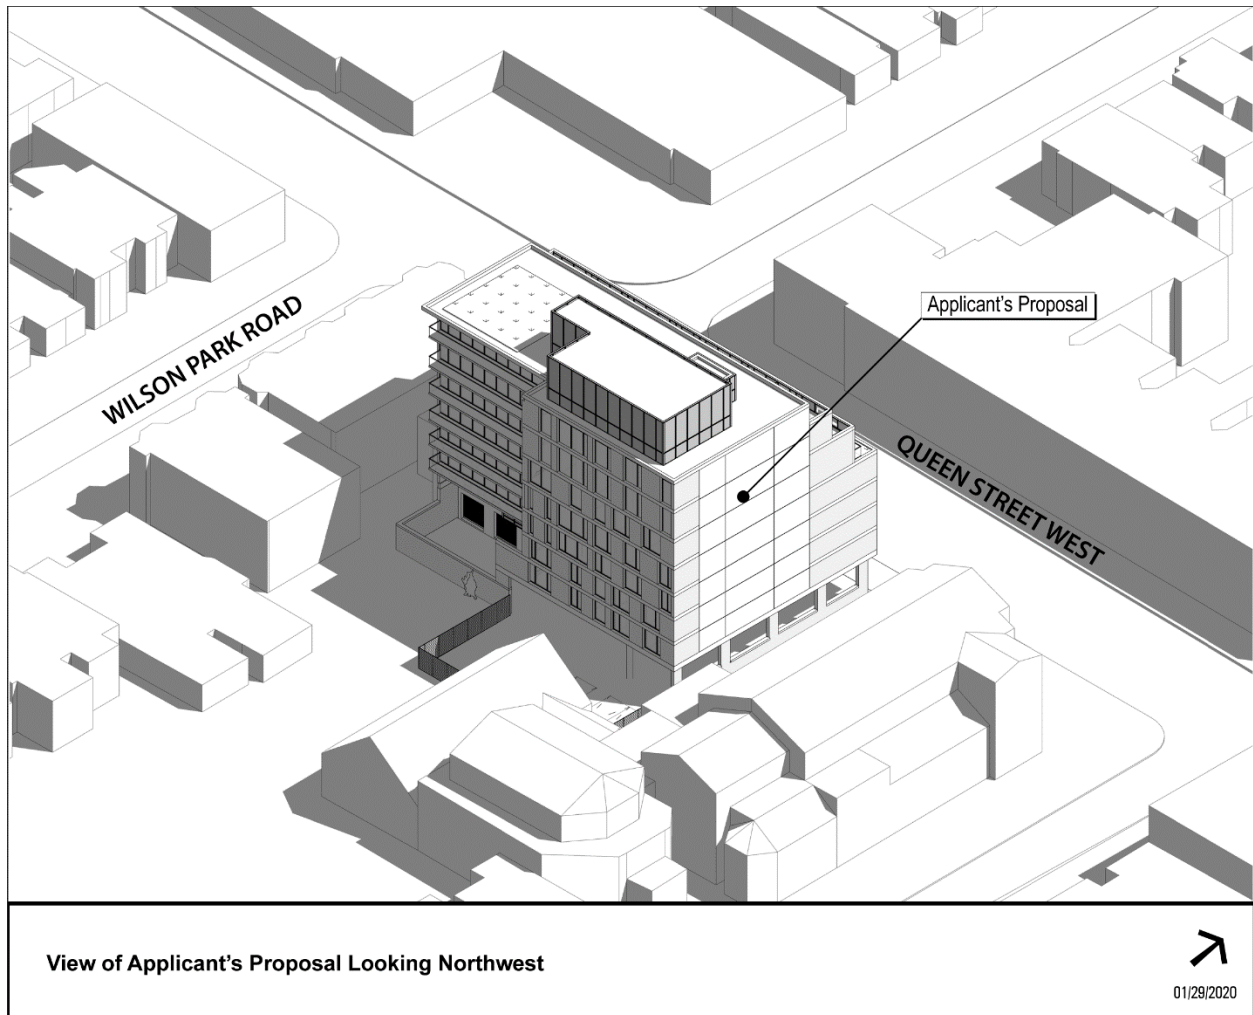 Applicant's Proposal
WILSON PARK ROAD
QUEEN STREET WEST
View of Applicant's Proposal Looking Northwest
01/29/2020